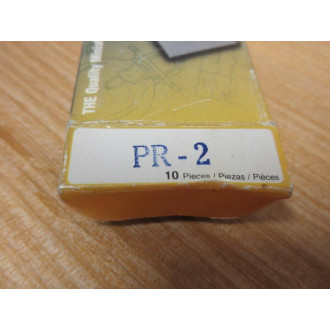 THE Quality
PR-2
10 Pieces / Piezas / Pièces